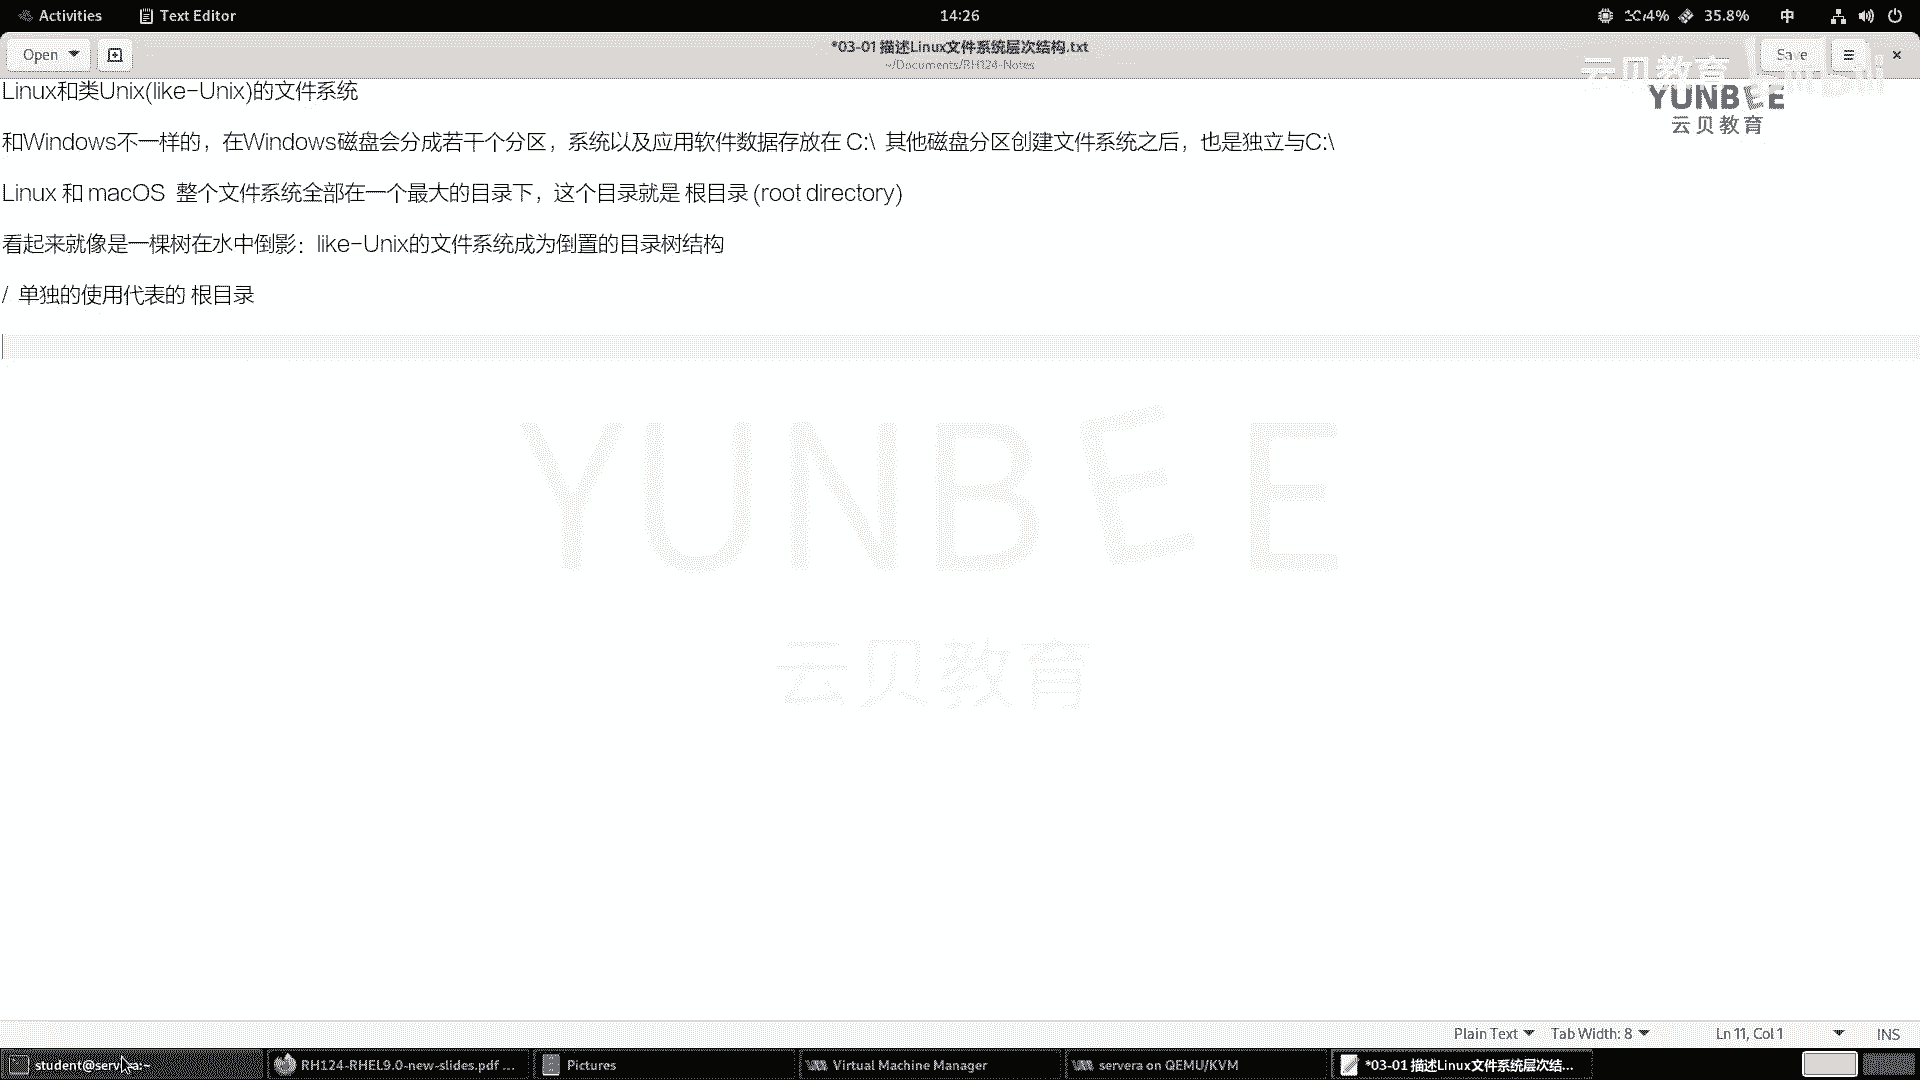 Activities
Text Editor
14:26
35.8%
中
Open
*03-01 描述Linux文件系统层次结构.txt
~/Documents/RH124-Notes
Save
云贝教育
YUNBEE
云贝教育
Linux和类Unix(like-Unix)的文件系统
和Windows不一样的，在Windows磁盘会分成若干个分区，系统以及应用软件数据存放在 C:\ 其他磁盘分区创建文件系统之后，也是独立与C:\
Linux 和 macOS 整个文件系统全部在一个最大的目录下，这个目录就是 根目录 (root directory)
看起来就像是一棵树在水中倒影：like-Unix的文件系统成为倒置的目录树结构
/ 单独的使用代表的 根目录
YUNBEE
云贝教育
Plain Text
Tab Width: 8
Ln 11, Col 1
INS
student@servera:~
RH124-RHEL9.0-new-slides.pdf ...
Pictures
Virtual Machine Manager
servera on QEMU/KVM
*03-01 描述Linux文件系统层次结...